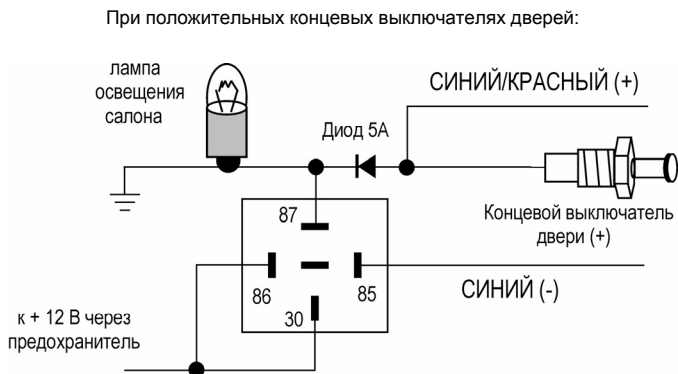 При положительных концевых выключателях дверей:
лампа
освещения
салона
СИНИЙ/КРАСНЫЙ (+)
Диод 5А
Концевой выключатель
двери (+)
87
86
85
30
СИНИЙ (-)
к + 12 В через
предохранитель